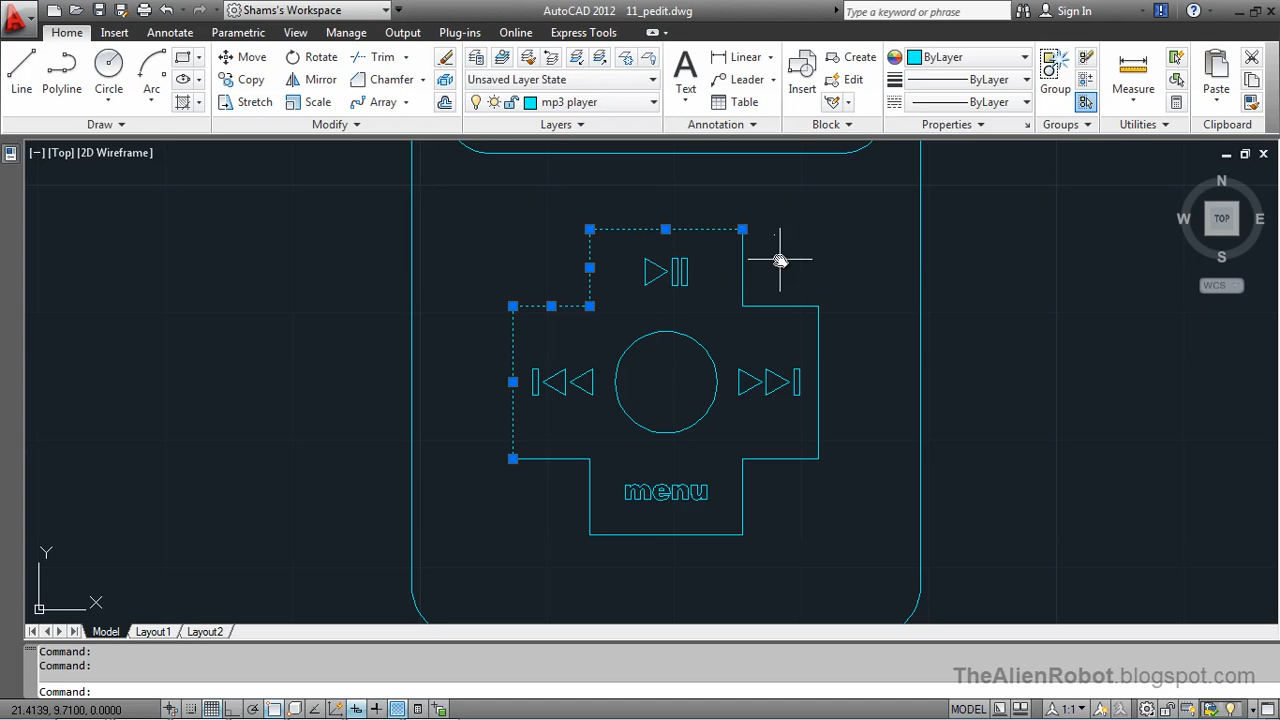 Shams's Workspace
AutoCAD 2012 11_pedit.dwg
Type a keyword or phrase
Sign In
Home Insert Annotate Parametric View Manage Output Plug-ins Online Express Tools
Line Polyline Circle Arc
Move Rotate Trim
Copy Mirror Chamfer
Stretch Scale Array
Unsaved Layer State
mp3 player
Text
Linear
Leader
Table
Insert
Create
Edit
ByLayer
ByLayer
ByLayer
Group
Measure
Paste
Draw Modify Layers Annotation Block Properties Groups Utilities Clipboard
[−] [Top] [2D Wireframe]
N
W TOP E
S
WCS
menu
Y
X
Model Layout1 Layout2
Command:
Command:
Command:
TheAlienRobot.blogspot.com
21.4139, 9.7100, 0.0000
MODEL
1:1